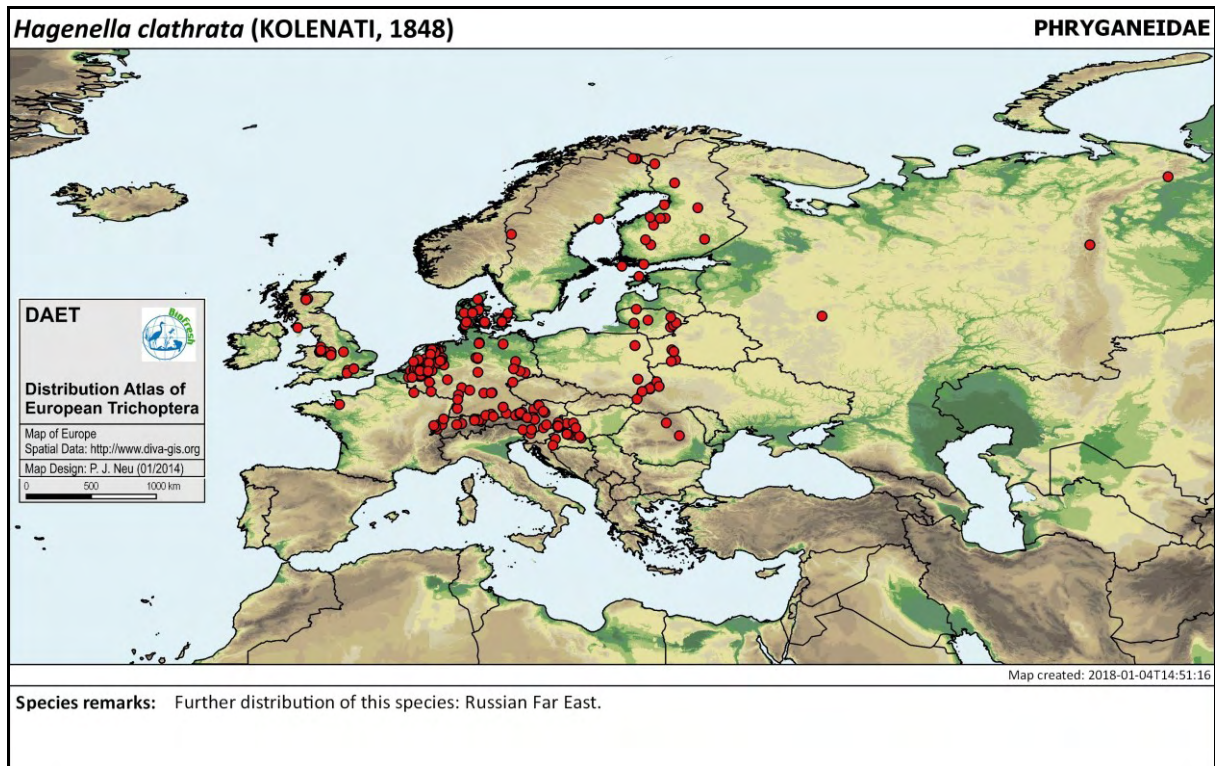 Hagenella clathrata (KOLENATI, 1848)
PHRYGANEIDAE
DAET
BioFresh
Distribution Atlas of
European Trichoptera
Map of Europe
Spatial Data: http://www.diva-gis.org
Map Design: P. J. Neu (01/2014)
0 500 1000 km
Map created: 2018-01-04T14:51:16
Species remarks: Further distribution of this species: Russian Far East.